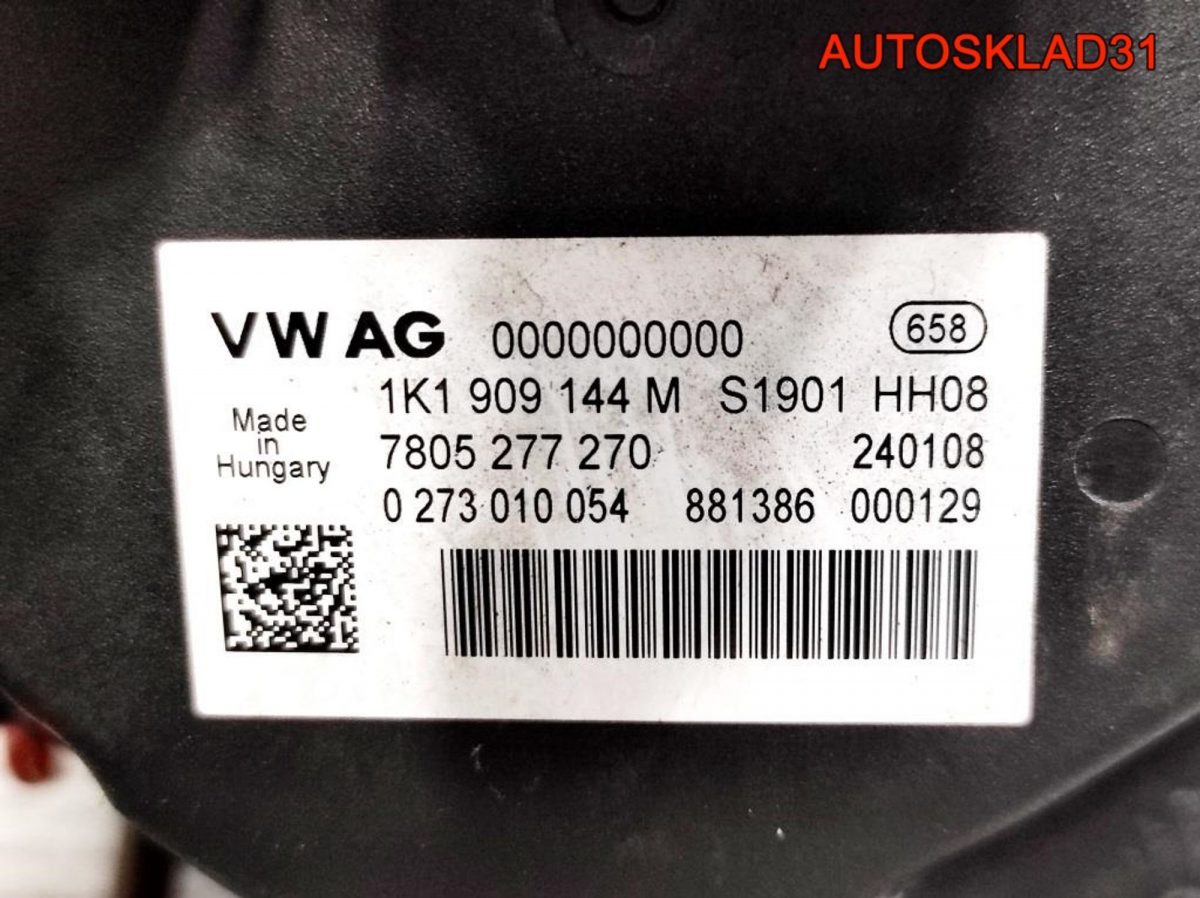 AUTOSKLAD31
VW AG 0000000000 658
1K1 909 144 M S1901 HH08
Made
in
Hungary
7805 277 270 240108
0 273 010 054 881386 000129